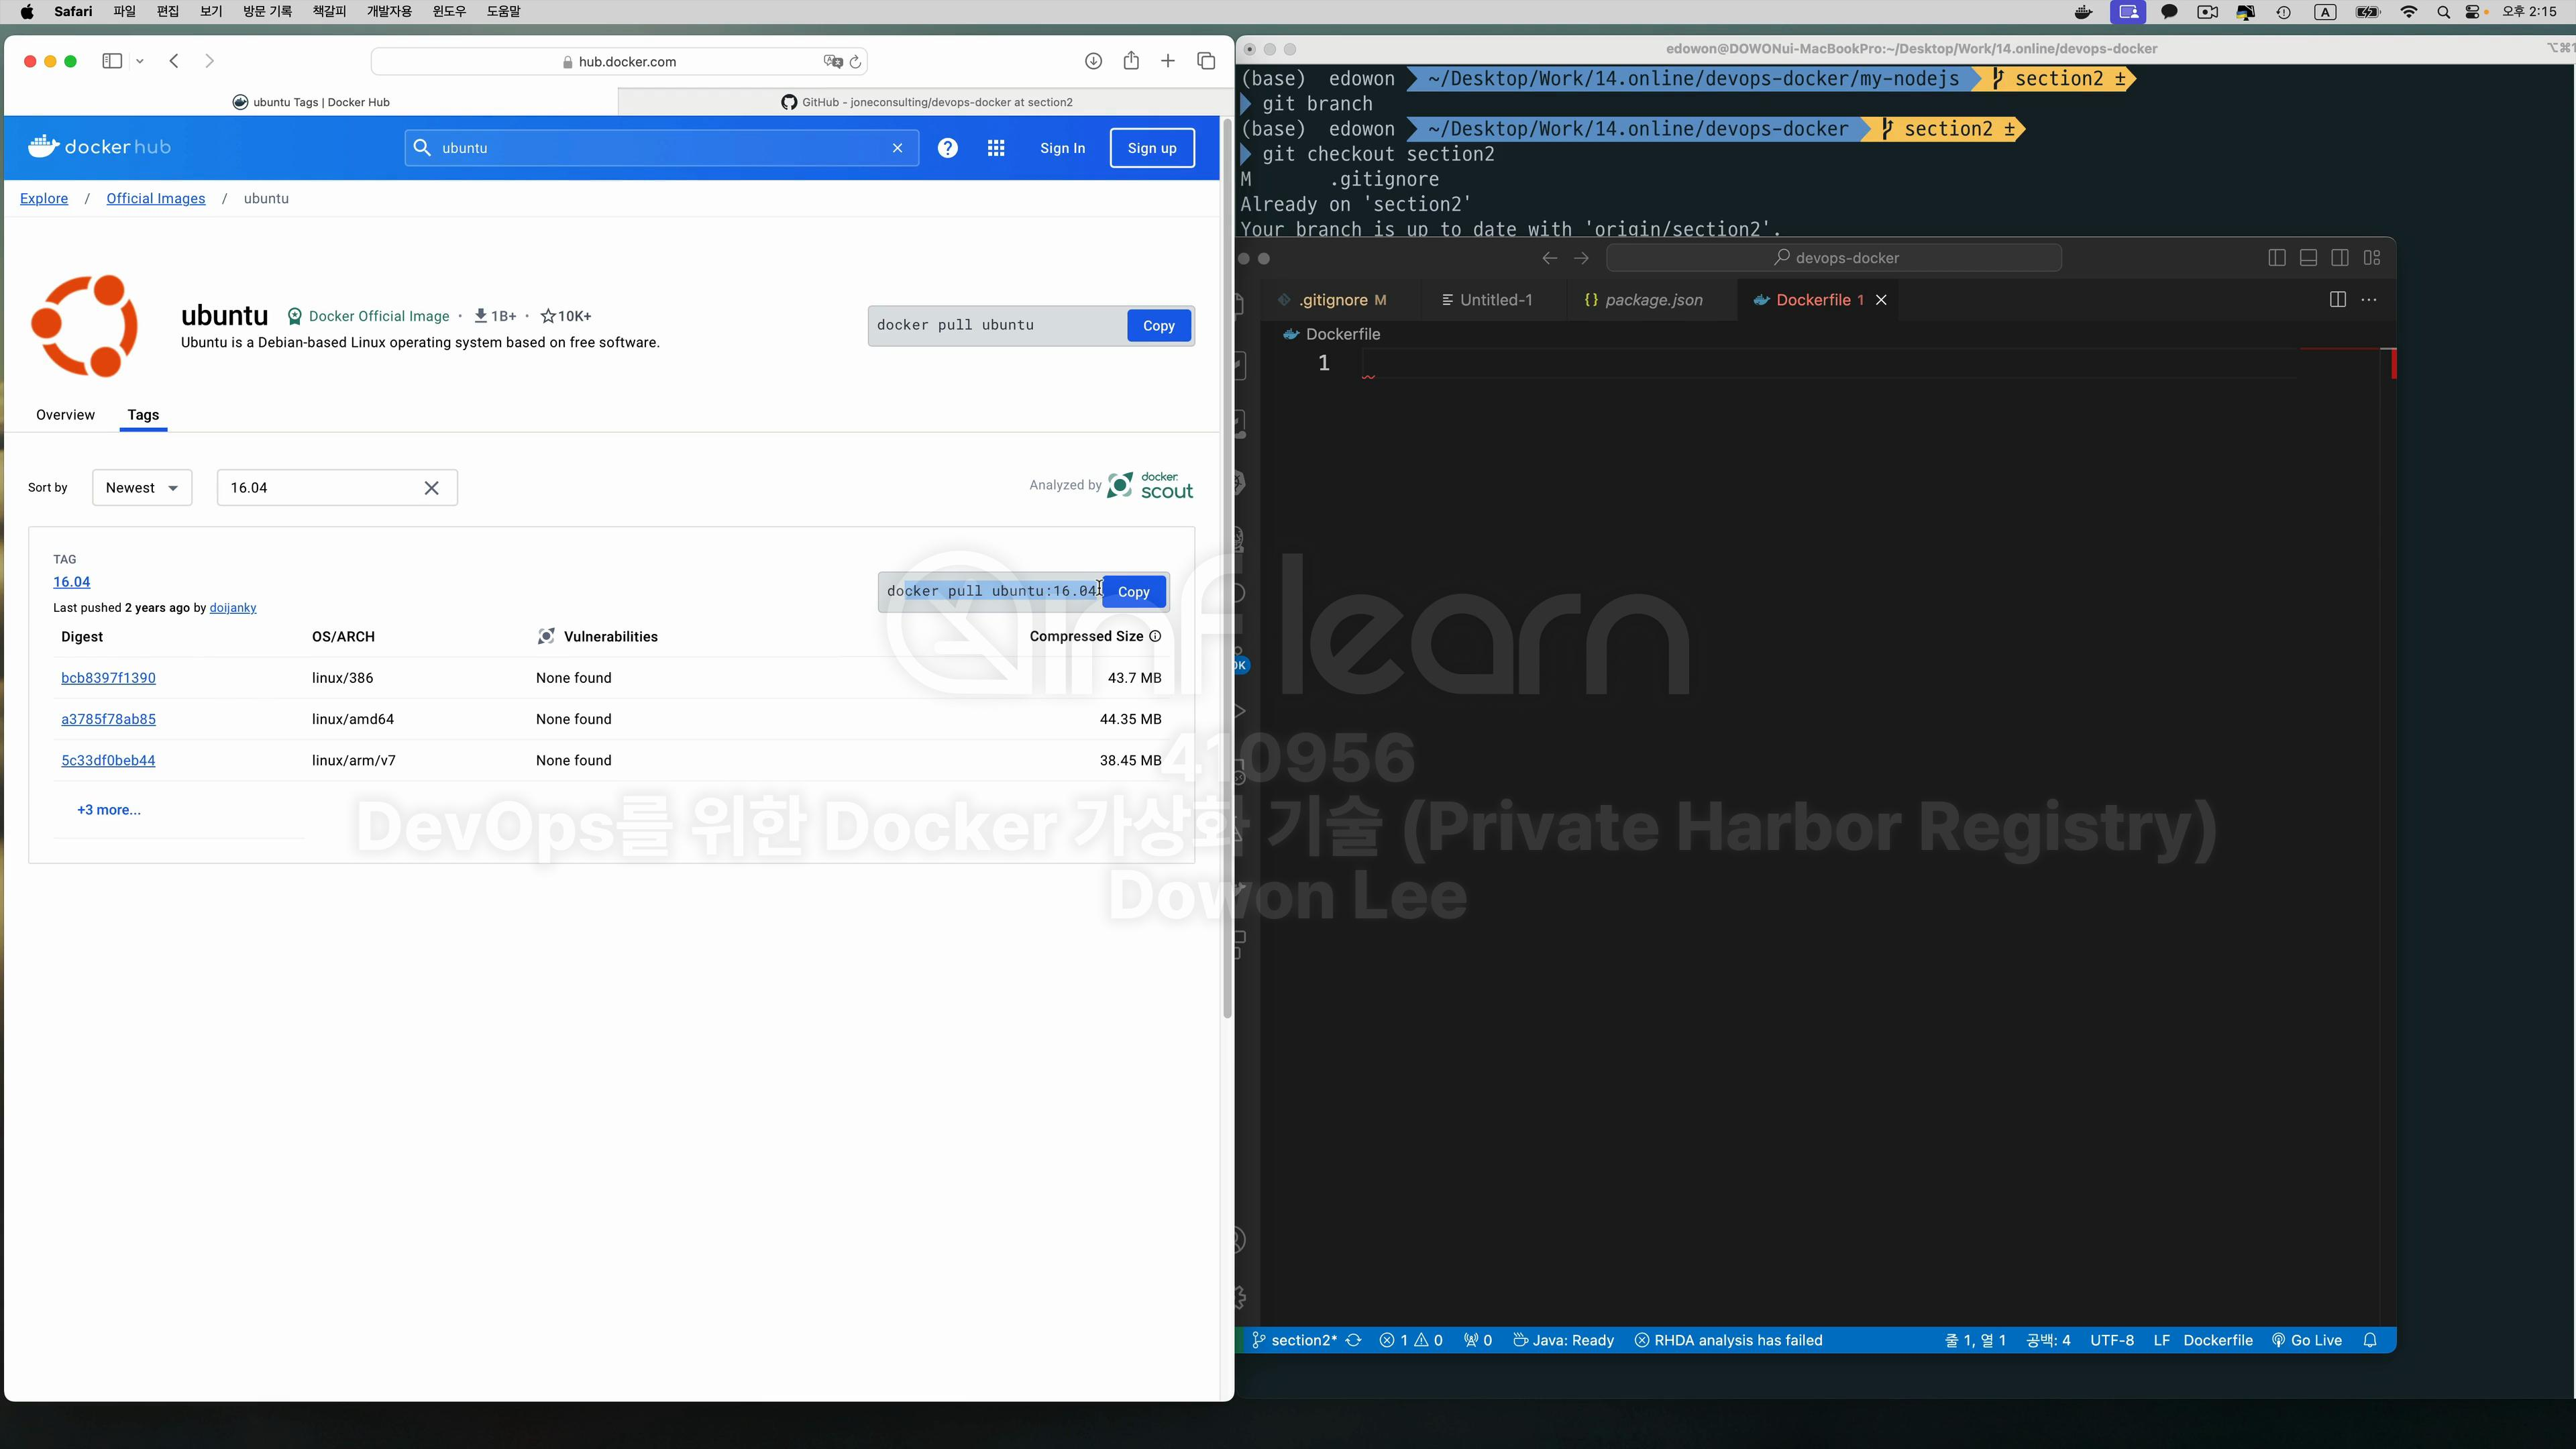 Safari 파일 편집 보기 방문 기록 책갈피 개발자용 윈도우 도움말
A 오후 2:15
hub.docker.com
ubuntu Tags | Docker Hub
GitHub - joneconsulting/devops-docker at section2
docker hub
ubuntu
Sign In
Sign up
Explore / Official Images / ubuntu
ubuntu Docker Official Image · 1B+ · 10K+
Ubuntu is a Debian-based Linux operating system based on free software.
docker pull ubuntu
Copy
Overview
Tags
Sort by
Newest
16.04
Analyzed by docker scout
TAG
16.04
docker pull ubuntu:16.04
Copy
Last pushed 2 years ago by doijanky
Digest OS/ARCH Vulnerabilities Compressed Size
bcb8397f1390 linux/386 None found 43.7 MB
a3785f78ab85 linux/amd64 None found 44.35 MB
5c33df0beb44 linux/arm/v7 None found 38.45 MB
+3 more...
edowon@DOWONui-MacBookPro:~/Desktop/Work/14.online/devops-docker
(base) edowon ~/Desktop/Work/14.online/devops-docker/my-nodejs section2 ±
git branch
(base) edowon ~/Desktop/Work/14.online/devops-docker section2 ±
git checkout section2
M .gitignore
Already on 'section2'
Your branch is up to date with 'origin/section2'.
devops-docker
.gitignore M
Untitled-1
{} package.json
Dockerfile 1
Dockerfile
1
inflearn
410956
DevOps를 위한 Docker 가상화 기술 (Private Harbor Registry)
Dowon Lee
section2* 1 0 0 Java: Ready RHDA analysis has failed 줄 1, 열 1 공백: 4 UTF-8 LF Dockerfile Go Live